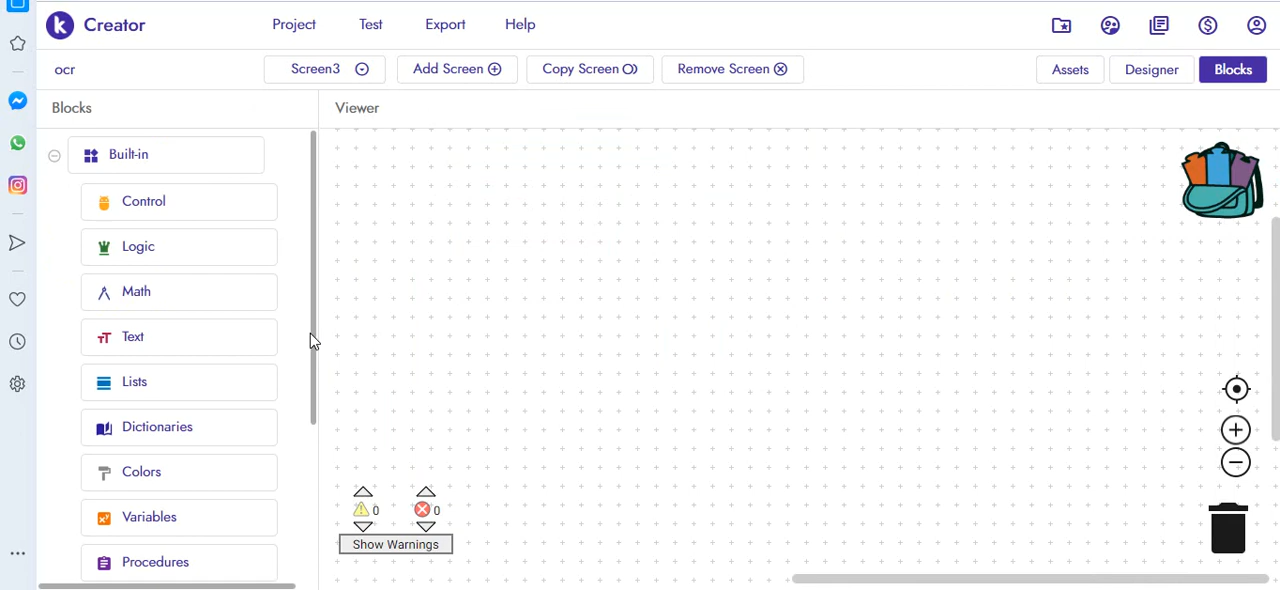 Creator Project Test Export Help
ocr Screen3 Add Screen Copy Screen Remove Screen Assets Designer Blocks
Blocks Viewer
Built-in
Control
Logic
Math
Text
Lists
Dictionaries
Colors
Variables
Procedures
0 0
Show Warnings